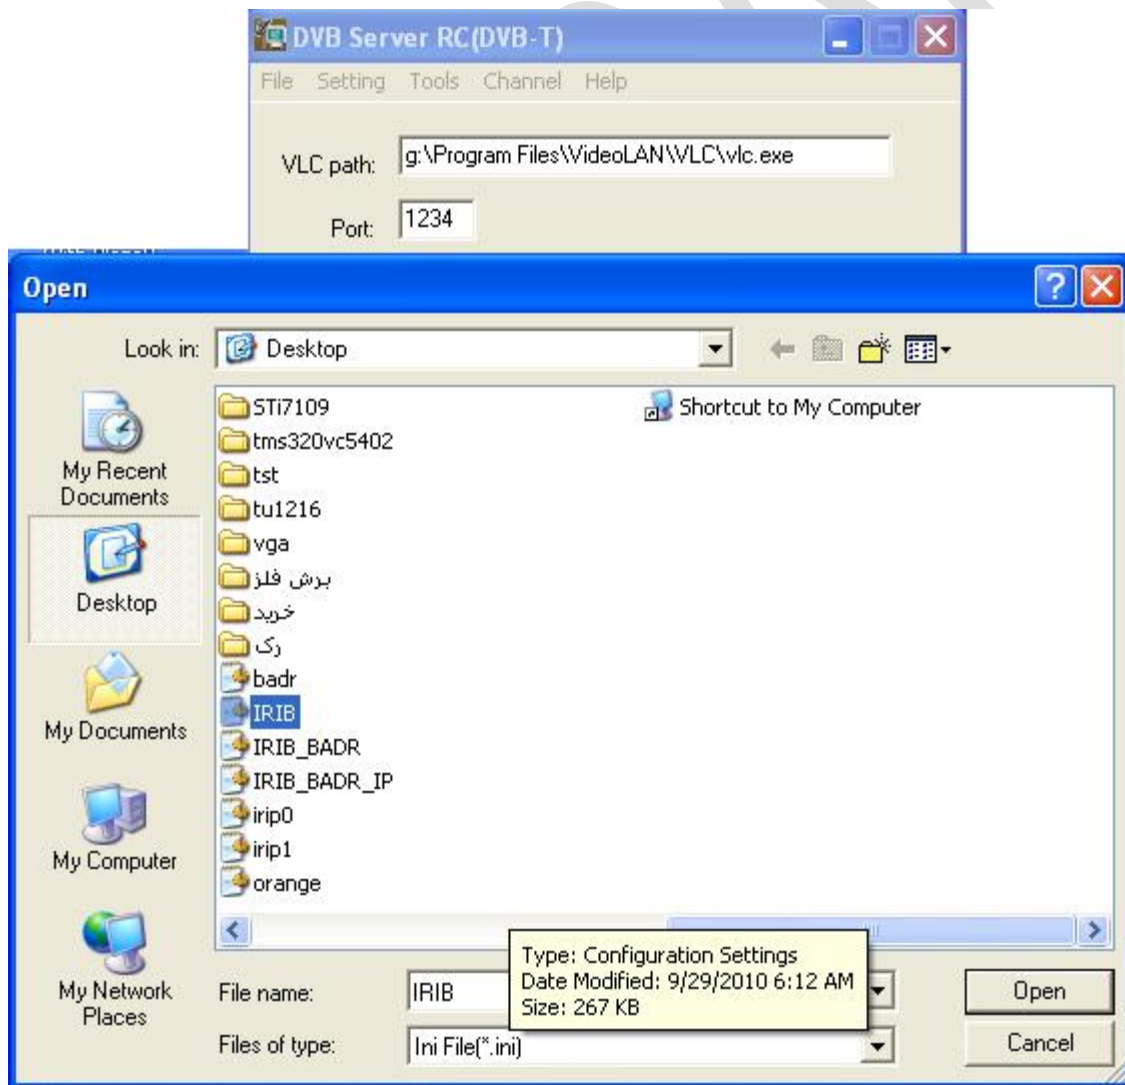 DVB Server RC(DVB-T)
File Setting Tools Channel Help
VLC path: g:\Program Files\VideoLAN\VLC\vlc.exe
Port: 1234
Open
Look in: Desktop
My Recent Documents
Desktop
My Documents
My Computer
My Network Places
STi7109
tms320vc5402
tst
tu1216
vga
برش فلز
خرید
رک
badr
IRIB
IRIB_BADR
IRIB_BADR_IP
irip0
irip1
orange
Shortcut to My Computer
Type: Configuration Settings
Date Modified: 9/29/2010 6:12 AM
Size: 267 KB
File name: IRIB
Open
Files of type: Ini File(*.ini)
Cancel